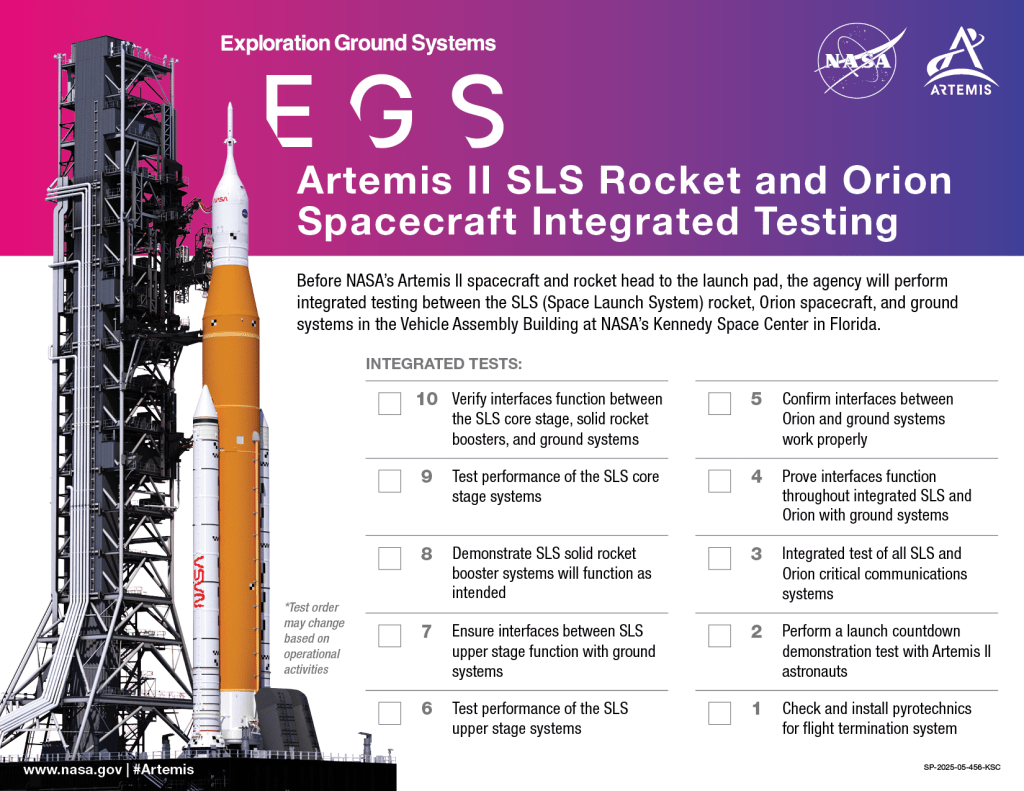 Exploration Ground Systems
EGS
NASA
ARTEMIS
Artemis II SLS Rocket and Orion
Spacecraft Integrated Testing
Before NASA's Artemis II spacecraft and rocket head to the launch pad, the agency will perform
integrated testing between the SLS (Space Launch System) rocket, Orion spacecraft, and ground
systems in the Vehicle Assembly Building at NASA's Kennedy Space Center in Florida.
INTEGRATED TESTS:
10 Verify interfaces function between
the SLS core stage, solid rocket
boosters, and ground systems
9 Test performance of the SLS core
stage systems
8 Demonstrate SLS solid rocket
booster systems will function as
intended
7 Ensure interfaces between SLS
upper stage function with ground
systems
6 Test performance of the SLS
upper stage systems
5 Confirm interfaces between
Orion and ground systems
work properly
4 Prove interfaces function
throughout integrated SLS and
Orion with ground systems
3 Integrated test of all SLS and
Orion critical communications
systems
2 Perform a launch countdown
demonstration test with Artemis II
astronauts
1 Check and install pyrotechnics
for flight termination system
*Test order
may change
based on
operational
activities
NASA
NASA
www.nasa.gov | #Artemis
SP-2025-05-456-KSC